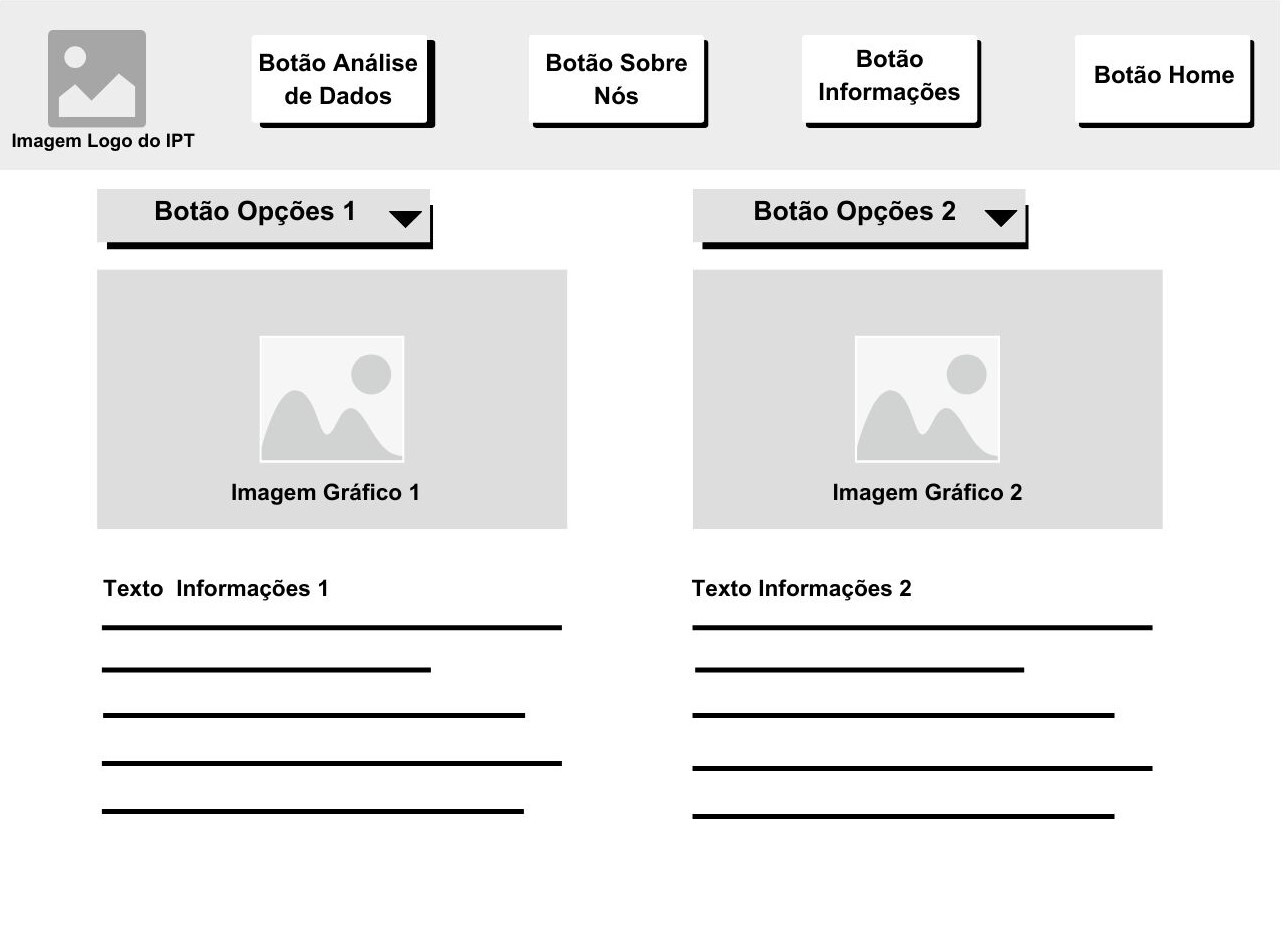 Botão Análise
de Dados
Botão Sobre
Nós
Botão
Informações
Botão Home
Imagem Logo do IPT
Botão Opções 1
Botão Opções 2
Imagem Gráfico 1
Imagem Gráfico 2
Texto  Informações 1
Texto Informações 2